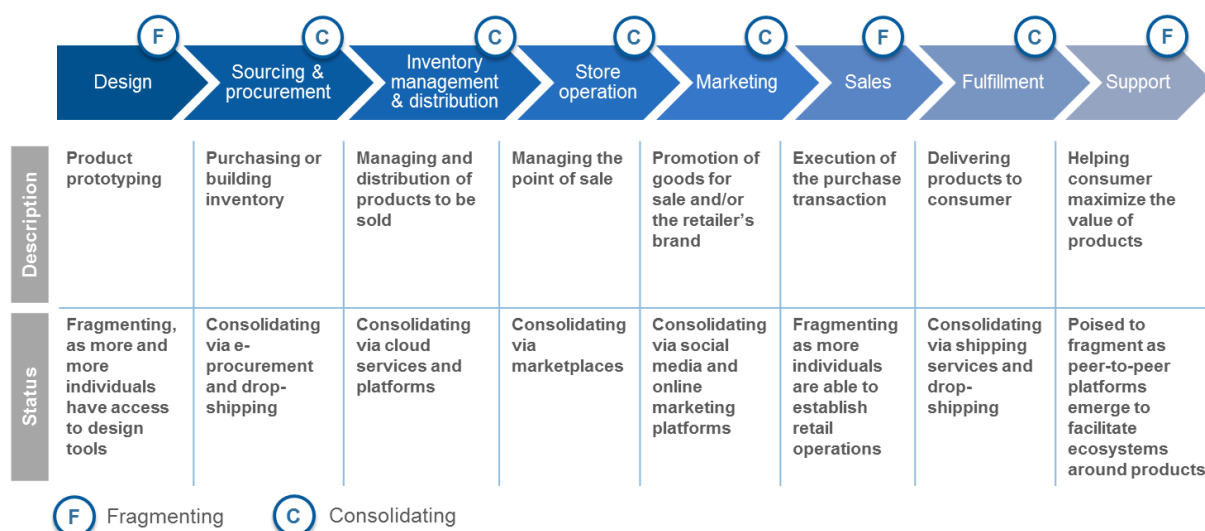 F
C
C
C
C
F
C
F
Design
Sourcing &
procurement
Inventory
management
& distribution
Store
operation
Marketing
Sales
Fulfillment
Support
Description
Product
prototyping
Purchasing or
building
inventory
Managing and
distribution of
products to be
sold
Managing the
point of sale
Promotion of
goods for
sale and/or
the retailer's
brand
Execution of
the purchase
transaction
Delivering
products to
consumer
Helping
consumer
maximize the
value of
products
Status
Fragmenting,
as more and
more
individuals
have access
to design
tools
Consolidating
via e-
procurement
and drop-
shipping
Consolidating
via cloud
services and
platforms
Consolidating
via
marketplaces
Consolidating
via social
media and
online
marketing
platforms
Fragmenting
as more
individuals
are able to
establish
retail
operations
Consolidating
via shipping
services and
drop-
shipping
Poised to
fragment as
peer-to-peer
platforms
emerge to
facilitate
ecosystems
around products
F Fragmenting
C Consolidating